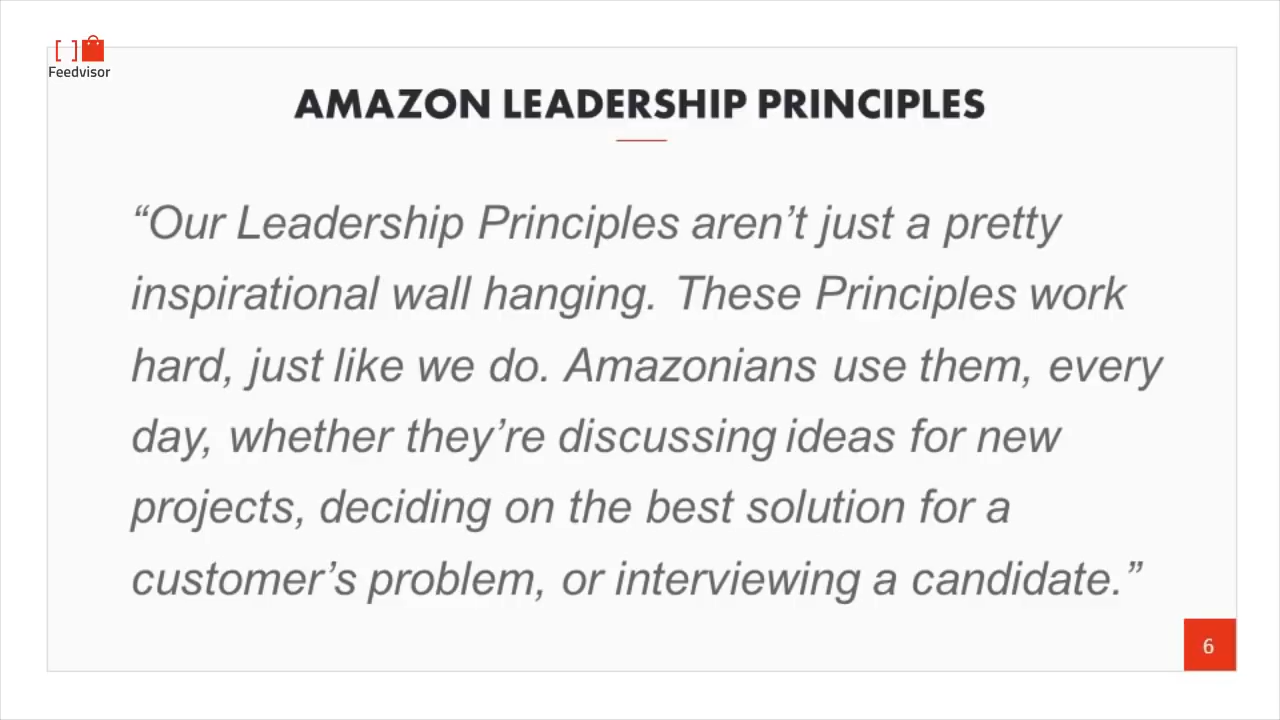 [ ]
Feedvisor
AMAZON LEADERSHIP PRINCIPLES
“Our Leadership Principles aren’t just a pretty
inspirational wall hanging. These Principles work
hard, just like we do. Amazonians use them, every
day, whether they’re discussing ideas for new
projects, deciding on the best solution for a
customer’s problem, or interviewing a candidate.”
6